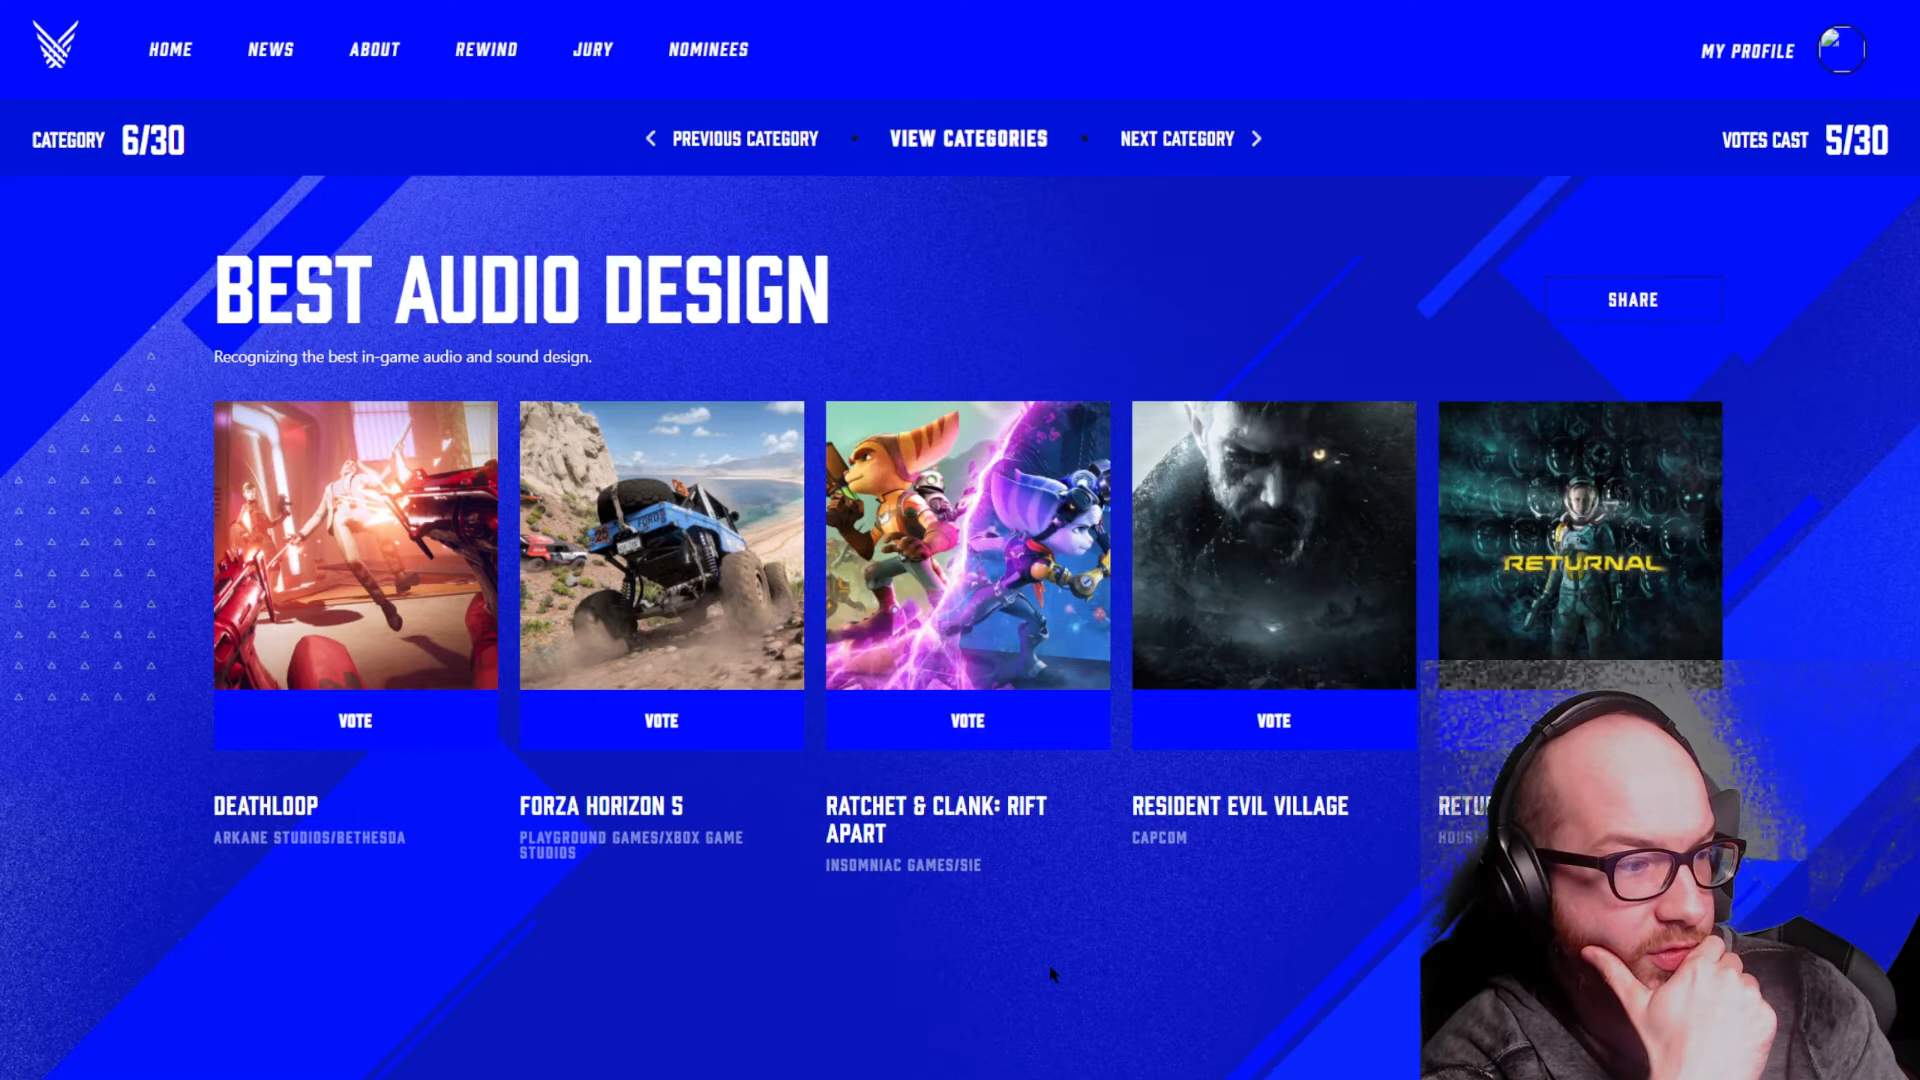 HOME NEWS ABOUT REWIND JURY NOMINEES MY PROFILE
CATEGORY 6/30 PREVIOUS CATEGORY VIEW CATEGORIES NEXT CATEGORY VOTES CAST 5/30
BEST AUDIO DESIGN
SHARE
Recognizing the best in-game audio and sound design.
RETURNAL
VOTE VOTE VOTE VOTE
DEATHLOOP
ARKANE STUDIOS/BETHESDA
FORZA HORIZON 5
PLAYGROUND GAMES/XBOX GAME
STUDIOS
RATCHET & CLANK: RIFT
APART
INSOMNIAC GAMES/SIE
RESIDENT EVIL VILLAGE
CAPCOM